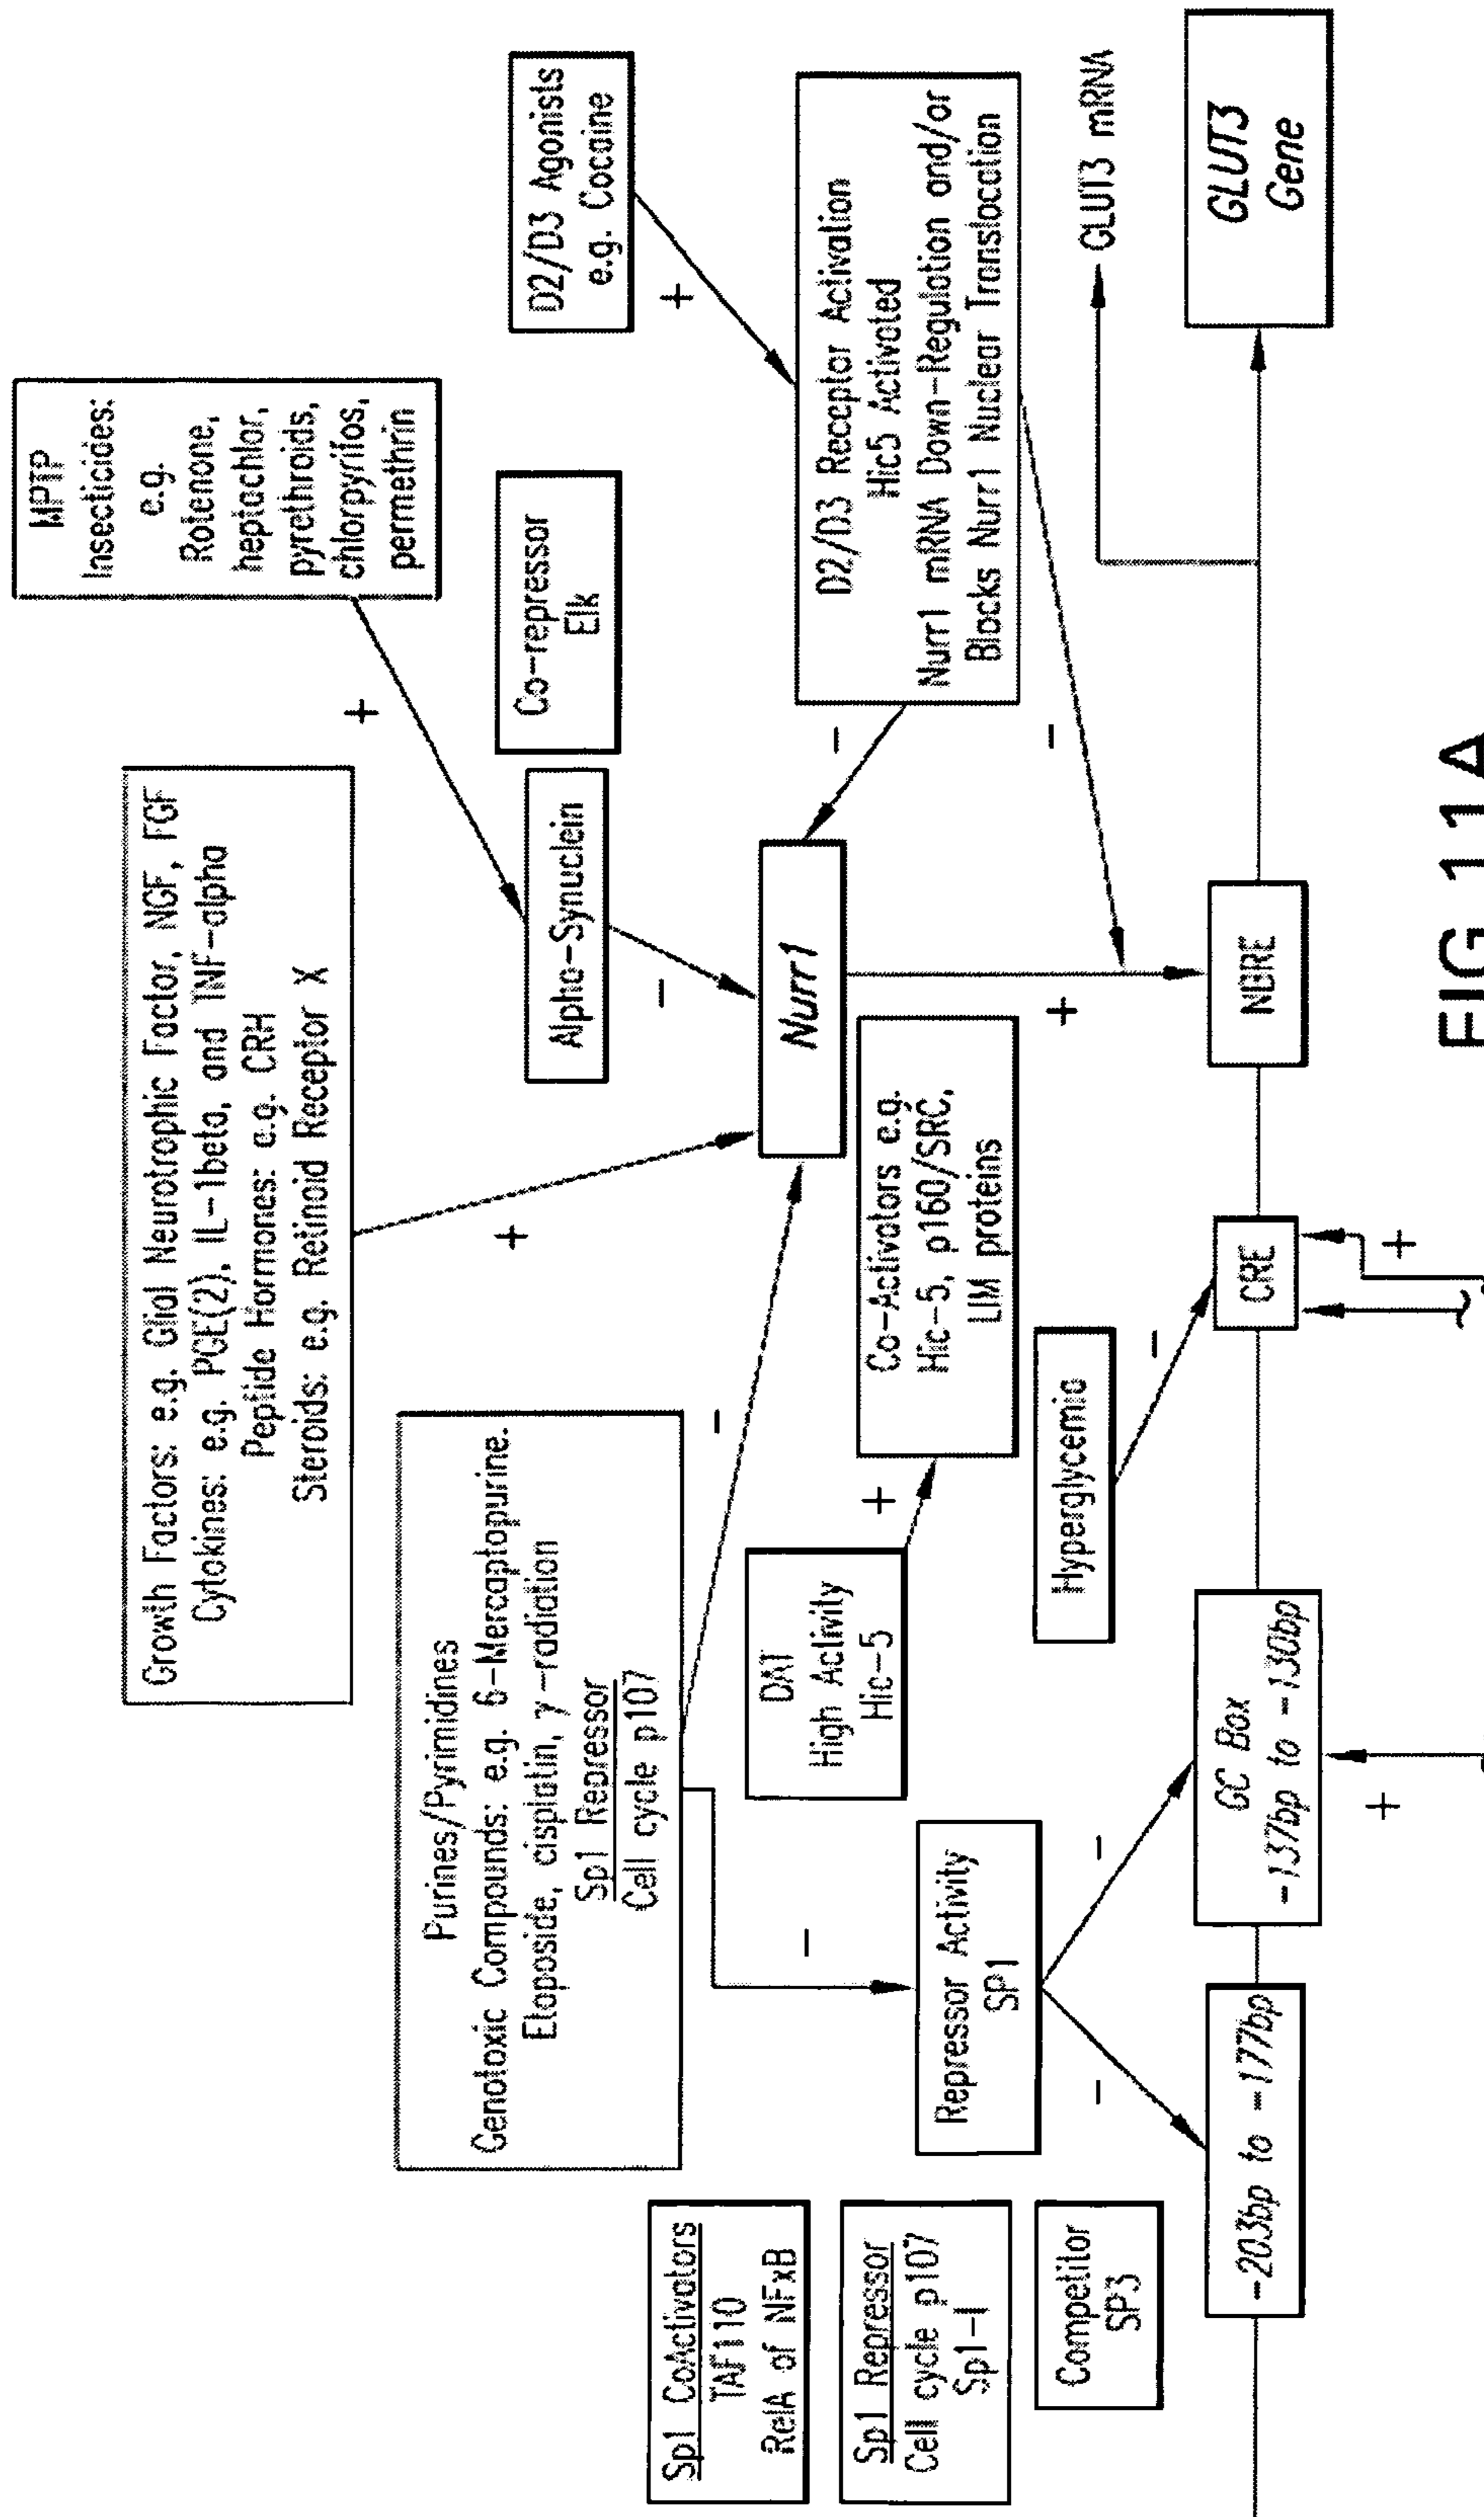 MPTP
Insecticides:
e.g.
Rotenone,
heptachlor,
pyrethroids,
chlorpyrifos,
permethrin
Growth Factors: e.g. Glial Neurotrophic Factor, NGF, FGF
Cytokines: e.g. PGE(2), IL-1beta, and TNF-alpha
Peptide Hormones: e.g. CRH
Steroids: e.g. Retinoid Receptor X
Purines/Pyrimidines
Genotoxic Compounds: e.g. 6-Mercaptopurine.
Etoposide, cisplatin, γ-radiation
Sp1 Repressor
Cell cycle p107
+
+
-
Co-repressor
Elk
Alpha-Synuclein
-
D2/D3 Agonists
e.g. Cocaine
+
Sp1 CoActivators
TAF110
RelA of NFxB
DAT
High Activity
Hic-5
+
Nurr1
-
D2/D3 Receptor Activation
Hic5 Activated
Nurr1 mRNA Down-Regulation and/or
Blocks Nurr1 Nuclear Translocation
-
-
Sp1 Repressor
Cell cycle p107
Sp1-I
Repressor Activity
SP1
Co-Activators e.g.
Hic-5, p160/SRC,
LIM proteins
Competitor
SP3
-
-
Hyperglycemia
-
+
GLUT3 mRNA
-203bp to -177bp
GC Box
-137bp to -130bp
CRE
NBRE
GLUT3
Gene
+
+
FIG.11A